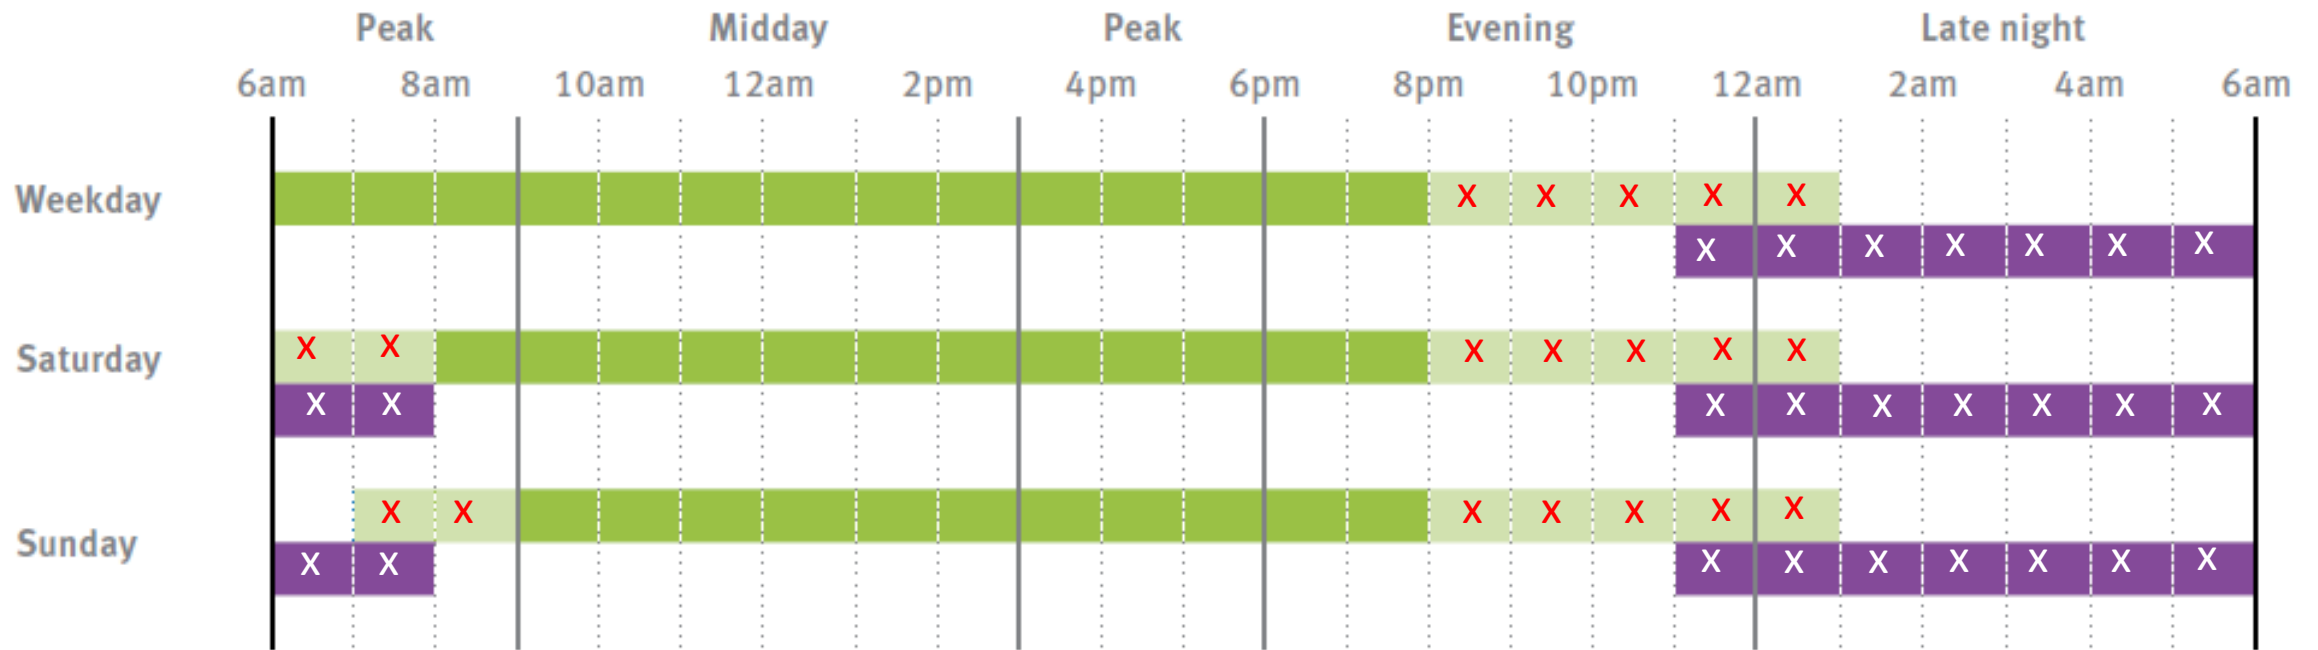 Peak Midday Peak Evening Late night
6am 8am 10am 12am 2pm 4pm 6pm 8pm 10pm 12am 2am 4am 6am
Weekday X X X X X
X X X X X X X
Saturday X X X X X X X
X X X X X X X X X
Sunday X X X X X X X
X X X X X X X X X